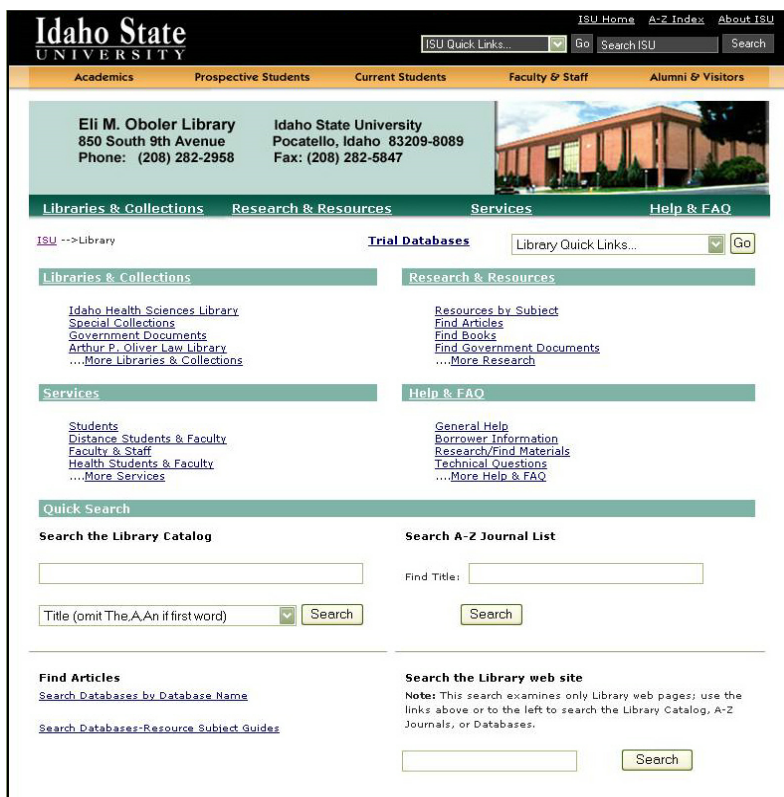 Idaho State
UNIVERSITY
ISU Home A-Z Index About ISU
ISU Quick Links... Go Search ISU Search
Academics Prospective Students Current Students Faculty & Staff Alumni & Visitors
Eli M. Oboler Library Idaho State University
850 South 9th Avenue Pocatello, Idaho 83209-8089
Phone: (208) 282-2958 Fax: (208) 282-5847
Libraries & Collections Research & Resources Services Help & FAQ
ISU -->Library Trial Databases Library Quick Links... Go
Libraries & Collections
Idaho Health Sciences Library
Special Collections
Government Documents
Arthur P. Oliver Law Library
....More Libraries & Collections
Research & Resources
Resources by Subject
Find Articles
Find Books
Find Government Documents
....More Research
Services
Students
Distance Students & Faculty
Faculty & Staff
Health Students & Faculty
....More Services
Help & FAQ
General Help
Borrower Information
Research/Find Materials
Technical Questions
....More Help & FAQ
Quick Search
Search the Library Catalog
Title (omit The,A,An if first word) Search
Search A-Z Journal List
Find Title:
Search
Find Articles
Search Databases by Database Name
Search Databases-Resource Subject Guides
Search the Library web site
Note: This search examines only Library web pages; use the
links above or to the left to search the Library Catalog, A-Z
Journals, or Databases.
Search